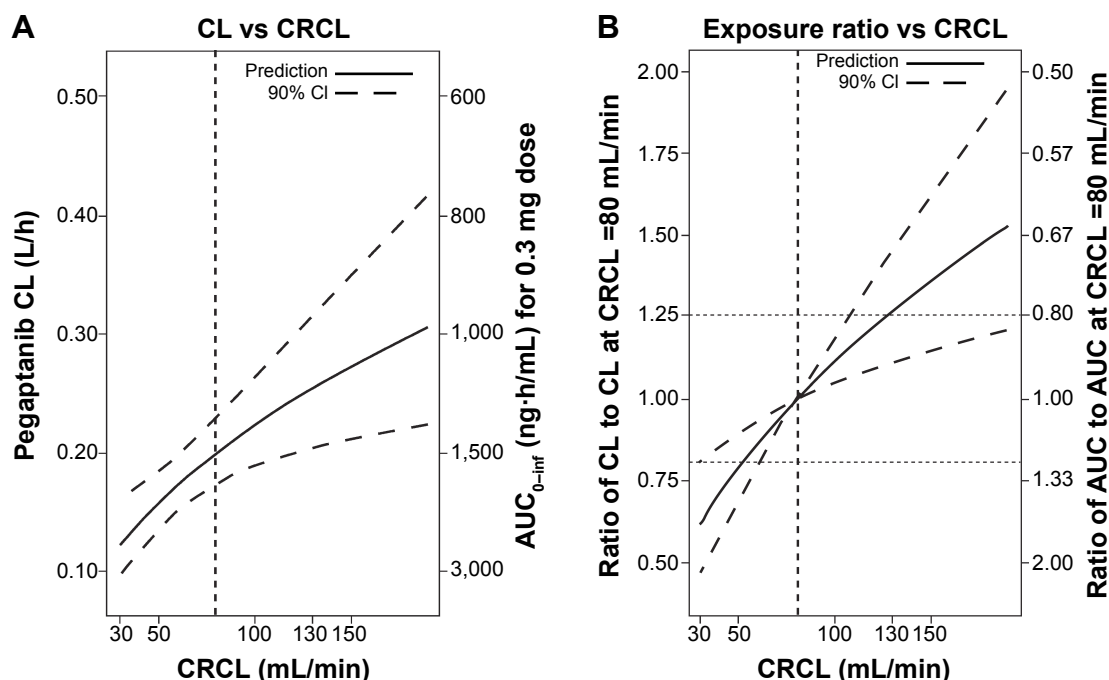 A
CL vs CRCL
Prediction
90% CI
Pegaptanib CL (L/h)
0.50
0.40
0.30
0.20
0.10
600
800
1,000
1,500
3,000
AUC0–inf (ng·h/mL) for 0.3 mg dose
30 50 100 130 150
CRCL (mL/min)
B
Exposure ratio vs CRCL
Prediction
90% CI
Ratio of CL to CL at CRCL =80 mL/min
2.00
1.75
1.50
1.25
1.00
0.75
0.50
0.50
0.57
0.67
0.80
1.00
1.33
2.00
Ratio of AUC to AUC at CRCL =80 mL/min
30 50 100 130 150
CRCL (mL/min)